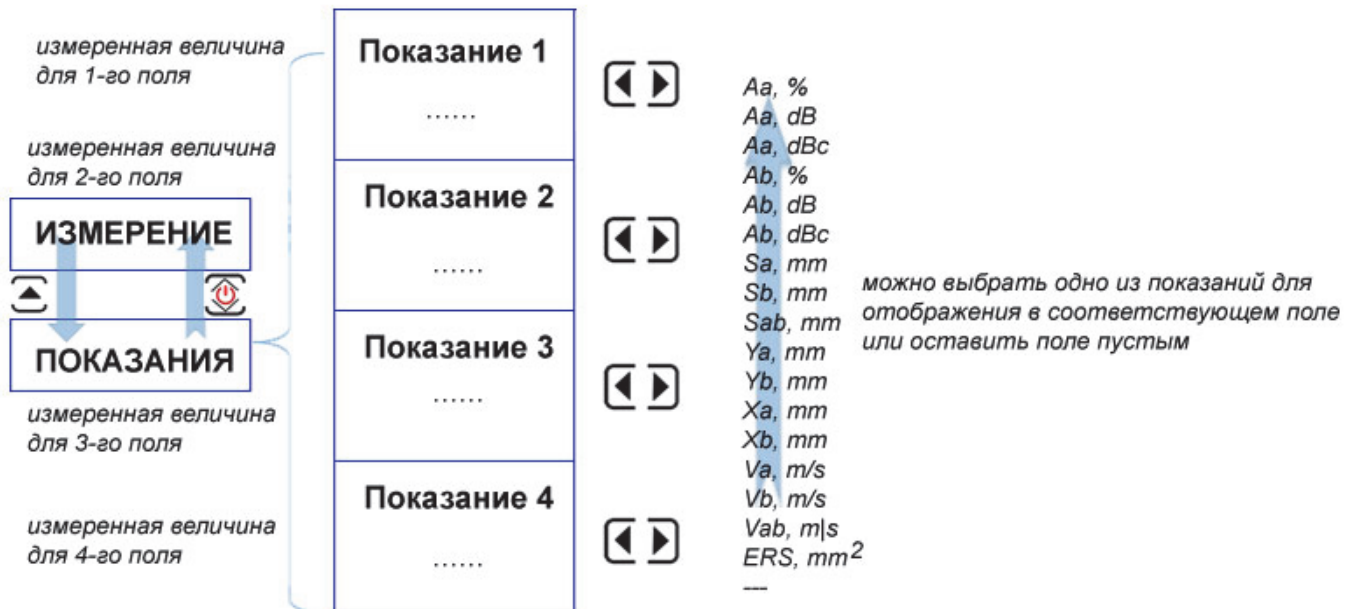 измеренная величина
для 1-го поля
измеренная величина
для 2-го поля
ИЗМЕРЕНИЕ
ПОКАЗАНИЯ
измеренная величина
для 3-го поля
измеренная величина
для 4-го поля
Показание 1
......
Показание 2
......
Показание 3
......
Показание 4
......
Aa, %
Aa, dB
Aa, dBc
Ab, %
Ab, dB
Ab, dBc
Sa, mm
Sb, mm
Sab, mm
Ya, mm
Yb, mm
Xa, mm
Xb, mm
Va, m/s
Vb, m/s
Vab, m|s
ERS, mm²
---
можно выбрать одно из показаний для
отображения в соответствующем поле
или оставить поле пустым